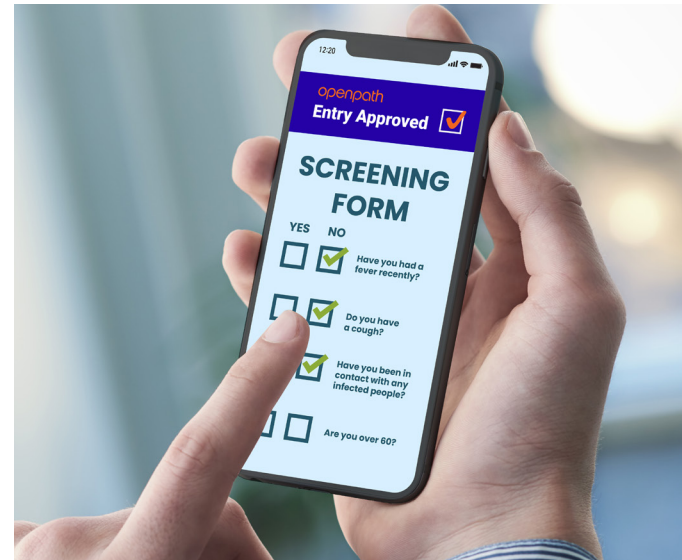 12:20
openpath
Entry Approved
SCREENING
FORM
YES NO
Have you had a
fever recently?
Do you have
a cough?
Have you been in
contact with any
infected people?
Are you over 60?